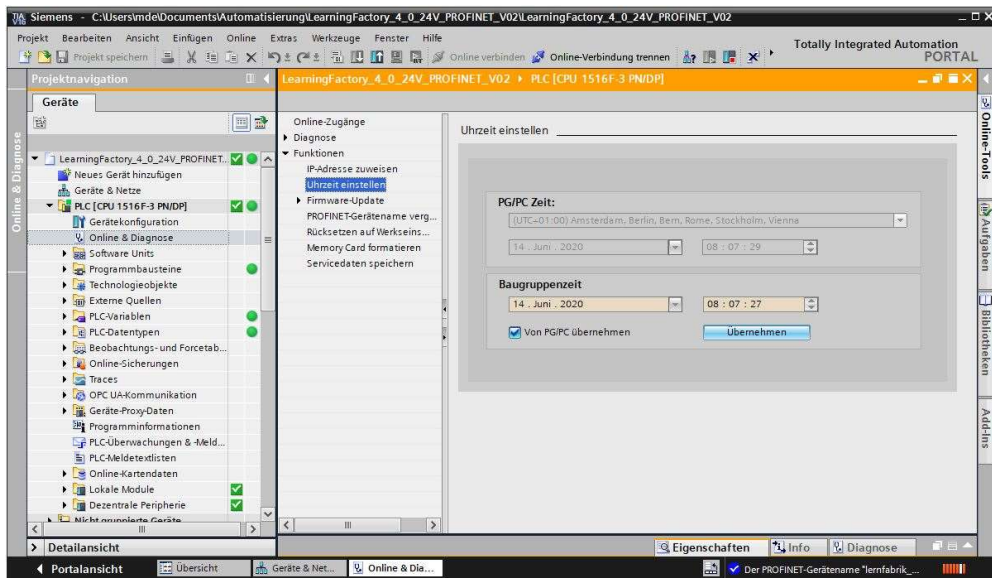 Siemens - C:\Users\mde\Documents\Automatisierung\LearningFactory_4_0_24V_PROFINET_V02\LearningFactory_4_0_24V_PROFINET_V02
Projekt Bearbeiten Ansicht Einfügen Online Extras Werkzeuge Fenster Hilfe
Totally Integrated Automation
PORTAL
Projekt speichern
Online verbinden
Online-Verbindung trennen
Projektnavigation
LearningFactory_4_0_24V_PROFINET_V02 PLC [CPU 1516F-3 PN/DP]
Geräte
Online & Diagnose
LearningFactory_4_0_24V_PROFINET...
Neues Gerät hinzufügen
Geräte & Netze
PLC [CPU 1516F-3 PN/DP]
Gerätekonfiguration
Online & Diagnose
Software Units
Programmbausteine
Technologieobjekte
Externe Quellen
PLC-Variablen
PLC-Datentypen
Beobachtungs- und Forcetab...
Online-Sicherungen
Traces
OPC UA-Kommunikation
Geräte-Proxy-Daten
Programminformationen
PLC-Überwachungen & -Meld...
PLC-Meldetextlisten
Online-Kartendaten
Lokale Module
Dezentrale Peripherie
Nicht gruppierte Geräte
Detailansicht
Online-Zugänge
Diagnose
Funktionen
IP-Adresse zuweisen
Uhrzeit einstellen
Firmware-Update
PROFINET-Gerätename verg...
Rücksetzen auf Werkseins...
Memory Card formatieren
Servicedaten speichern
Uhrzeit einstellen
PG/PC Zeit:
(UTC+01:00) Amsterdam, Berlin, Bern, Rome, Stockholm, Vienna
14 . Juni . 2020 08 : 07 : 29
Baugruppenzeit
14 . Juni . 2020 08 : 07 : 27
Von PG/PC übernehmen
Übernehmen
Online-Tools
Aufgaben
Bibliotheken
Add-Ins
Eigenschaften
Info
Diagnose
Portalansicht
Übersicht
Geräte & Net...
Online & Dia...
Der PROFINET-Gerätename "lernfabrik_...